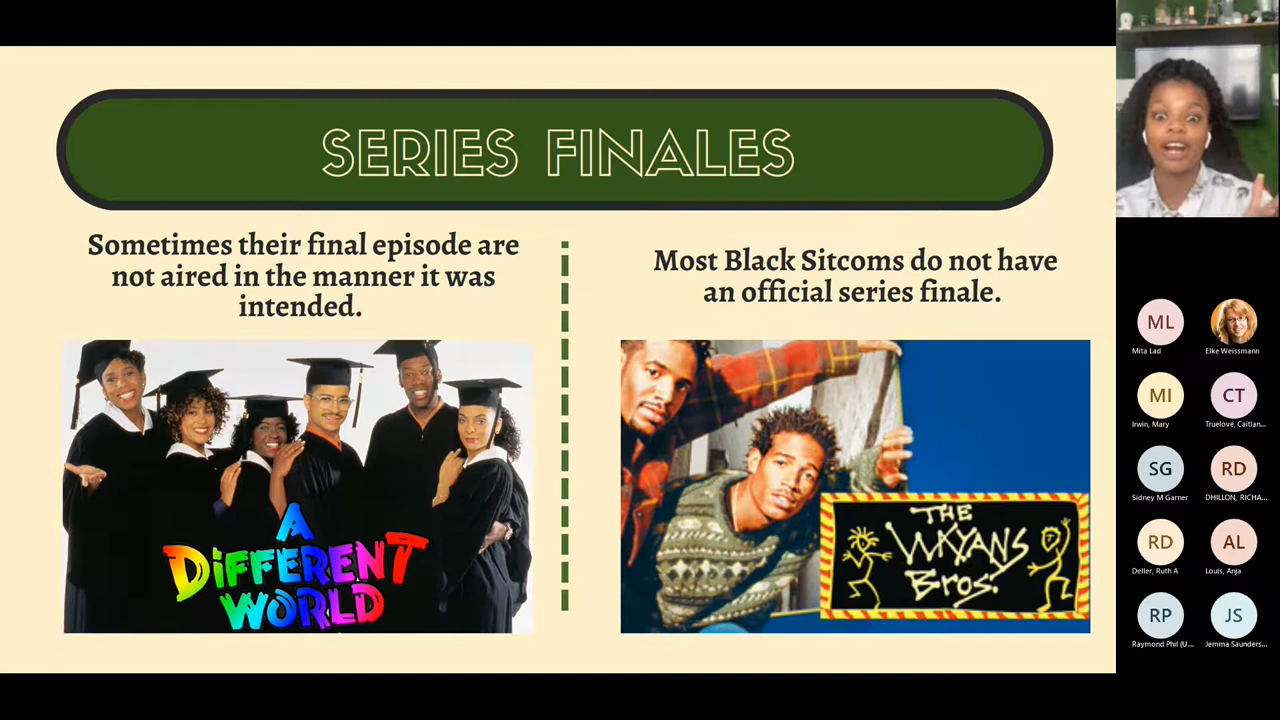 SERIES FINALES
Sometimes their final episode are
not aired in the manner it was
intended.
Most Black Sitcoms do not have
an official series finale.
A
DiFFERENT
WORLD
THE
WAYANS
Bros.
ML
Mita Lad
Elke Weissmann
MI
Irwin, Mary
CT
Truelove, Caitlan...
SG
Sidney M Garner
RD
DHILLON, RICHA...
RD
Deller, Ruth A
AL
Louis, Anja
RP
Raymond Phil (U...
JS
Jemma Saunders...